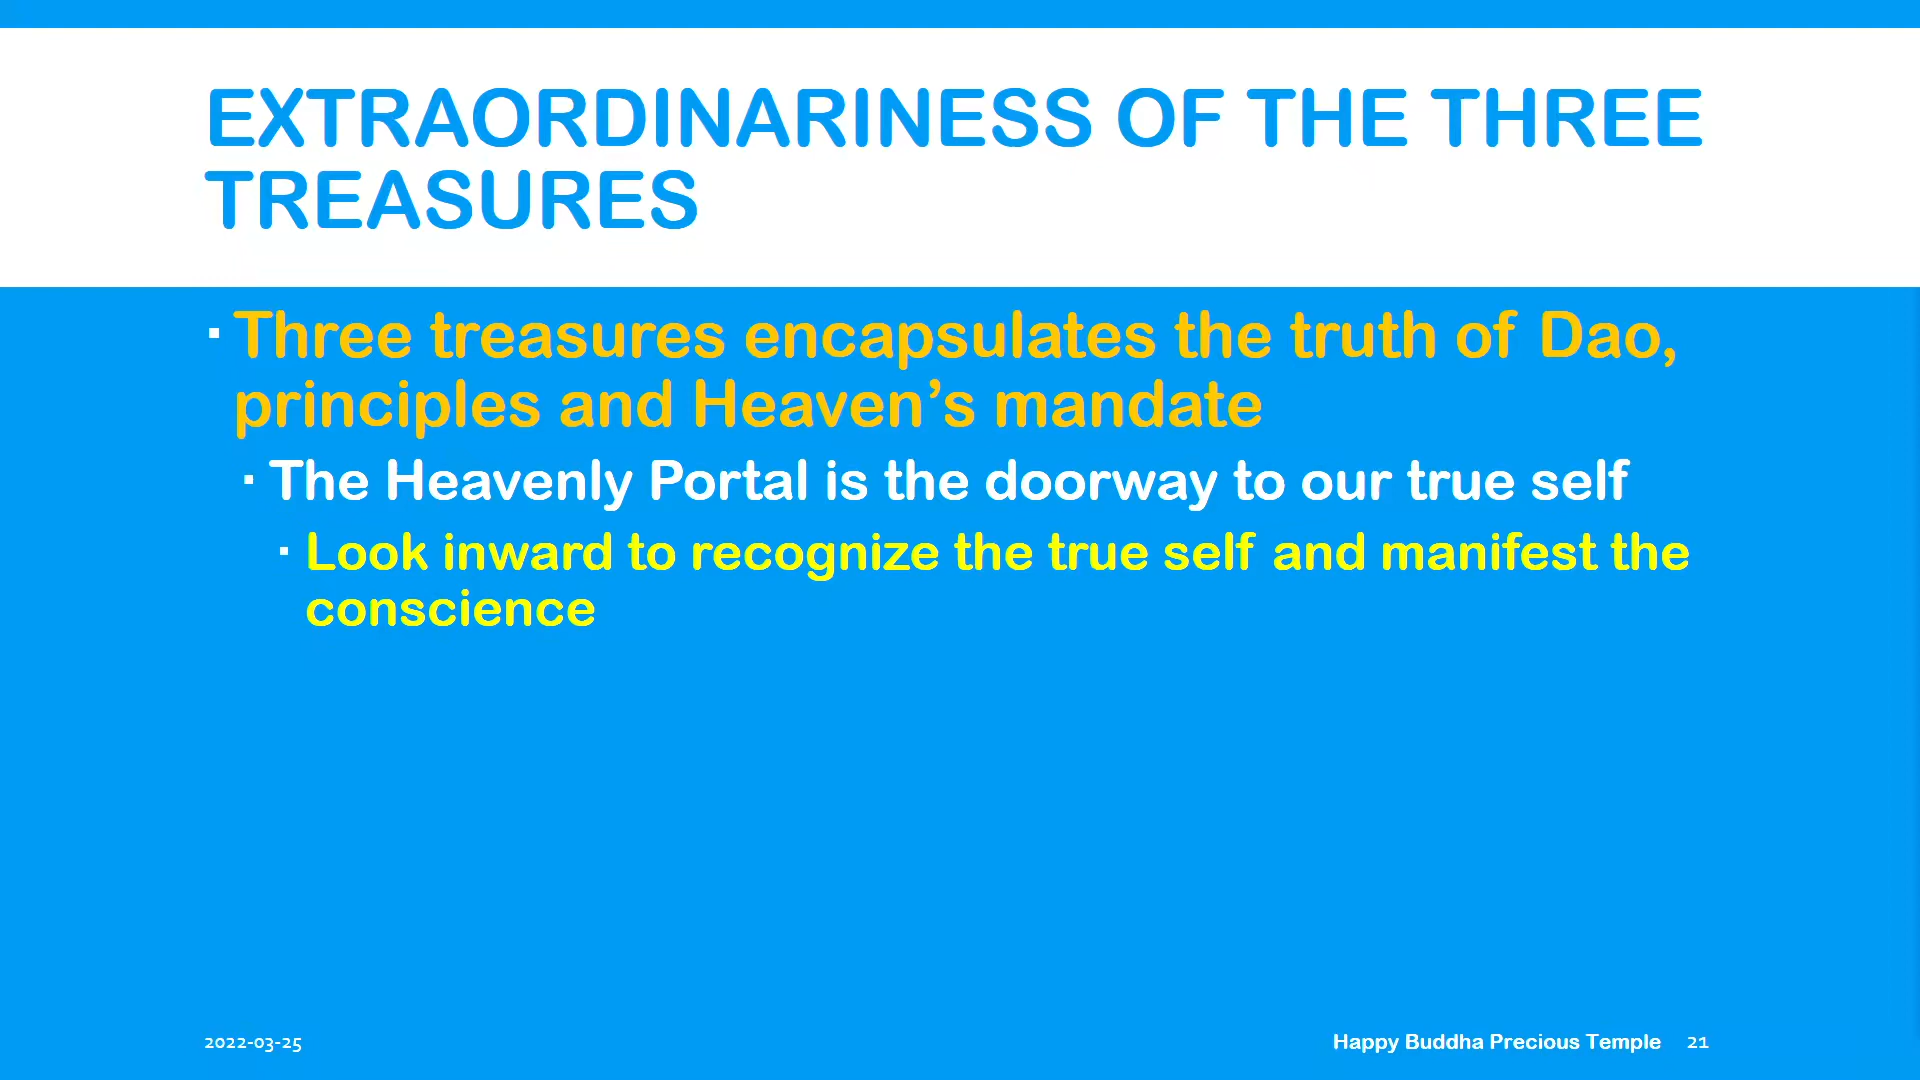 EXTRAORDINARINESS OF THE THREE
TREASURES
▪ Three treasures encapsulates the truth of Dao,
principles and Heaven’s mandate
▪ The Heavenly Portal is the doorway to our true self
▪ Look inward to recognize the true self and manifest the
conscience
2022-03-25
Happy Buddha Precious Temple 21